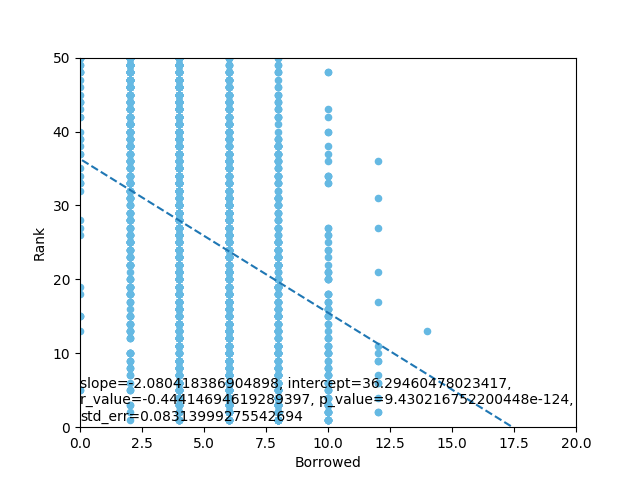 50
40
30
20
10
0
Rank
slope=-2.080418386904898, intercept=36.29460478023417,
r_value=-0.44414694619289397, p_value=9.430216752200448e-124,
std_err=0.08313999275542694
0.0 2.5 5.0 7.5 10.0 12.5 15.0 17.5 20.0
Borrowed